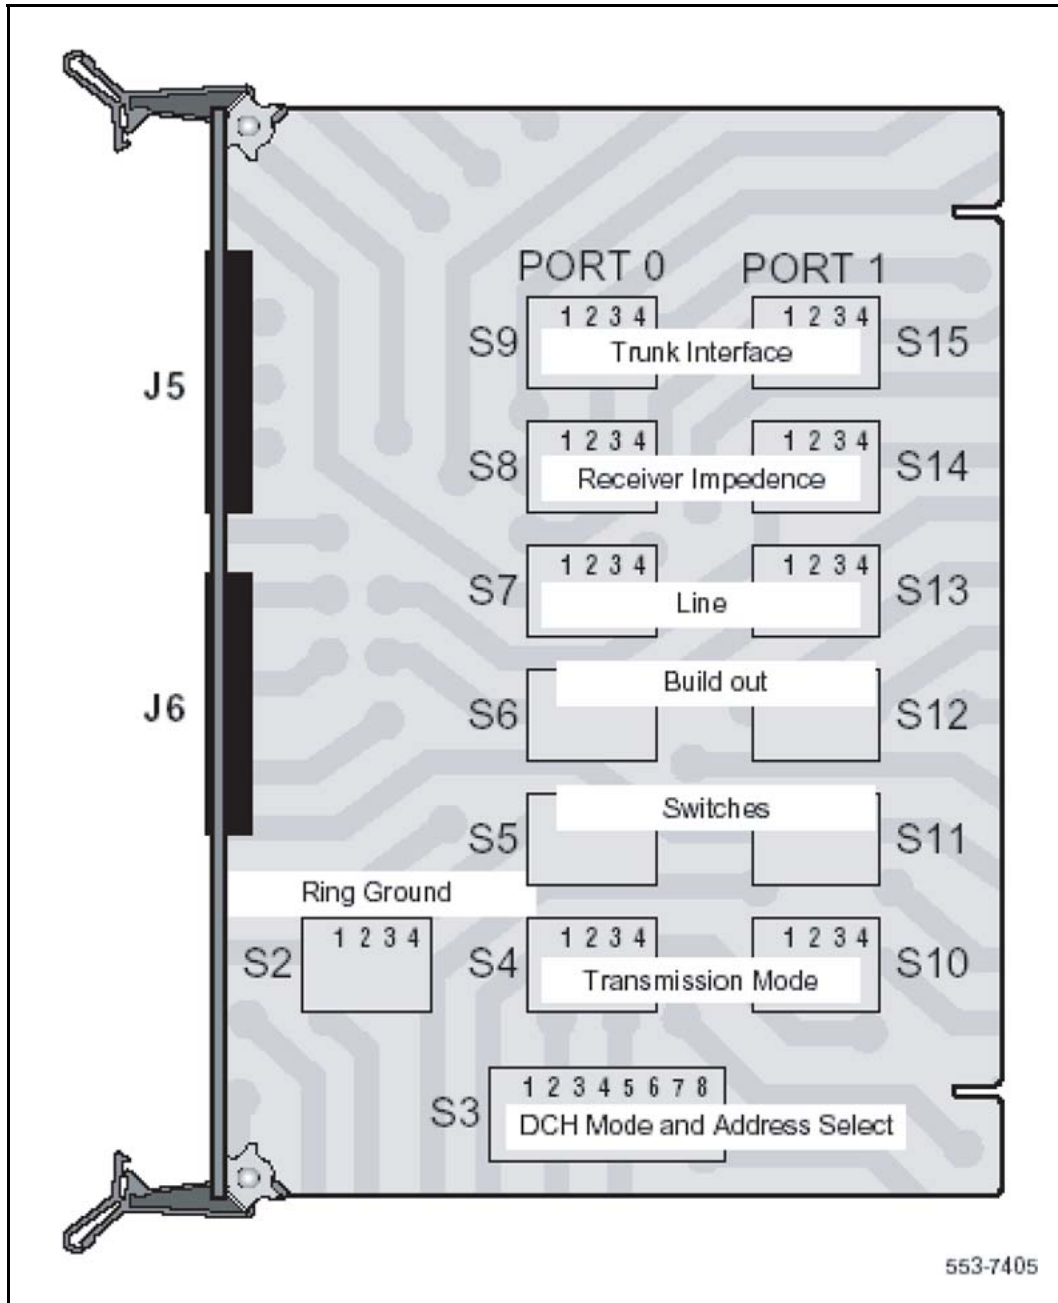 PORT 0 PORT 1
S9 1 2 3 4 1 2 3 4 S15
Trunk Interface
J5
S8 1 2 3 4 1 2 3 4 S14
Receiver Impedence
S7 1 2 3 4 1 2 3 4 S13
Line
J6
S6 Build out S12
S5 Switches S11
Ring Ground
S2 1 2 3 4 S4 1 2 3 4 1 2 3 4 S10
Transmission Mode
S3 1 2 3 4 5 6 7 8
DCH Mode and Address Select
553-7405